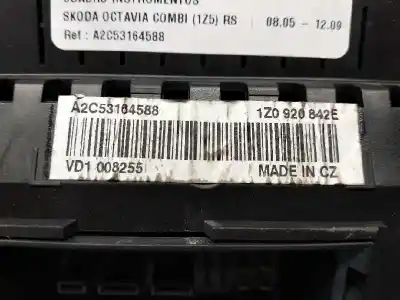 CUADRO INSTRUMENTOS
SKODA OCTAVIA COMBI (1Z5) RS | 08.05 - 12.09
Ref: A2C53164588
A2C53164588 1Z0 920 842E
VD1 008255 MADE IN CZ